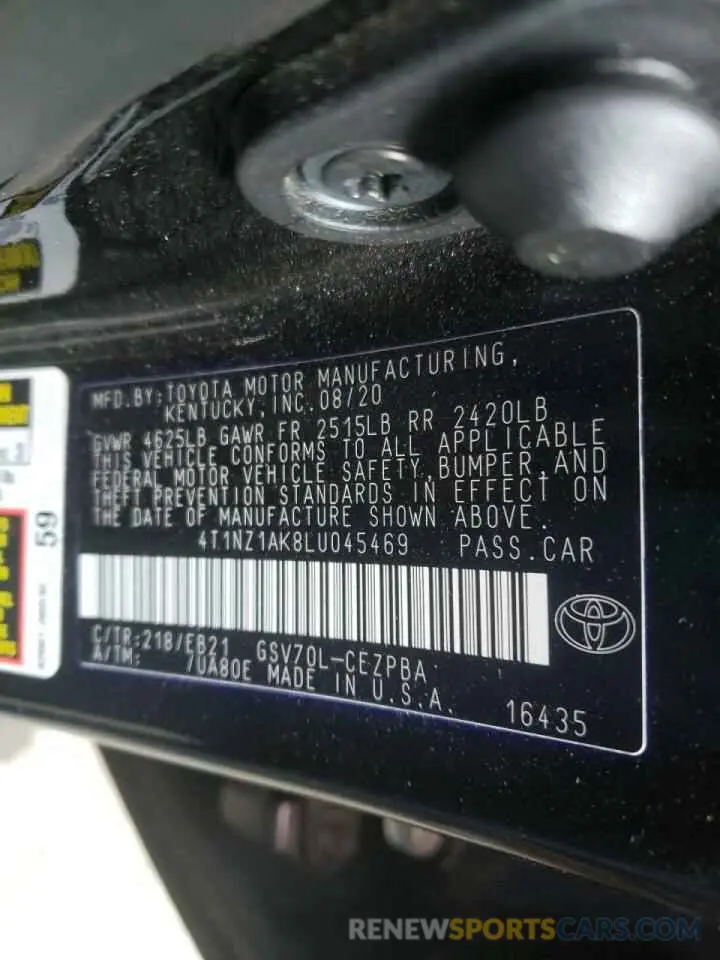 MFD.BY:TOYOTA MOTOR MANUFACTURING,
KENTUCKY,INC. 08/20
GVWR 4625LB GAWR FR 2515LB RR 2420LB
THIS VEHICLE CONFORMS TO ALL APPLICABLE
FEDERAL MOTOR VEHICLE SAFETY,BUMPER,AND
THEFT PREVENTION STANDARDS IN EFFECT ON
THE DATE OF MANUFACTURE SHOWN ABOVE.
4T1NZ1AK8LU045469 PASS.CAR
C/TR:218/EB21 GSV70L-CEZPBA
A/TM: /UA80E MADE IN U.S.A.
16435
59
RENEWSPORTSCARS.COM